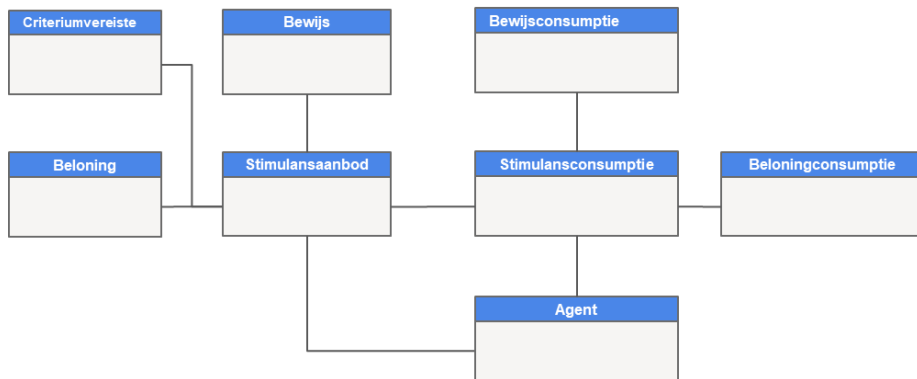 Criteriumvereiste
Bewijs
Bewijsconsumptie
Beloning
Stimulansaanbod
Stimulansconsumptie
Beloningconsumptie
Agent